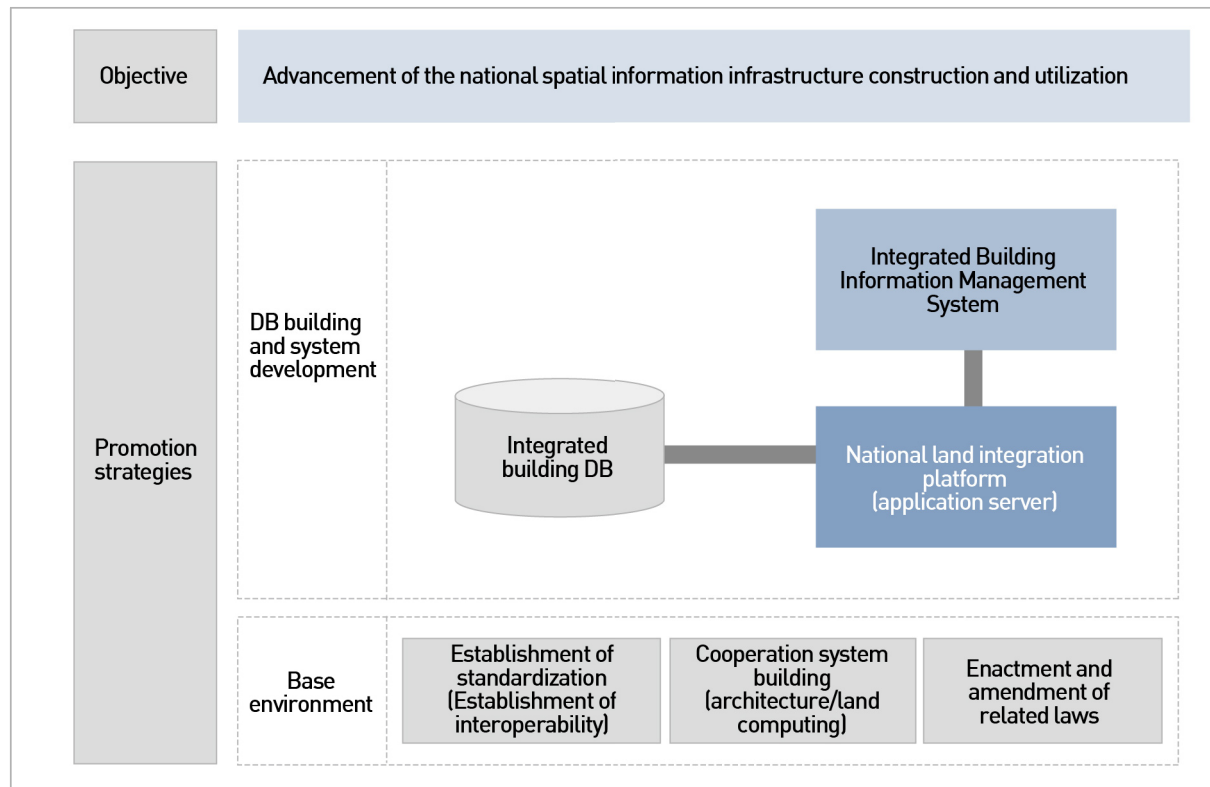 Objective
Advancement of the national spatial information infrastructure construction and utilization
Promotion
strategies
DB building
and system
development
Integrated Building
Information Management
System
Integrated
building DB
National land integration
platform
(application server)
Base
environment
Establishment of
standardization
(Establishment of
interoperability)
Cooperation system
building
(architecture/land
computing)
Enactment and
amendment of
related laws